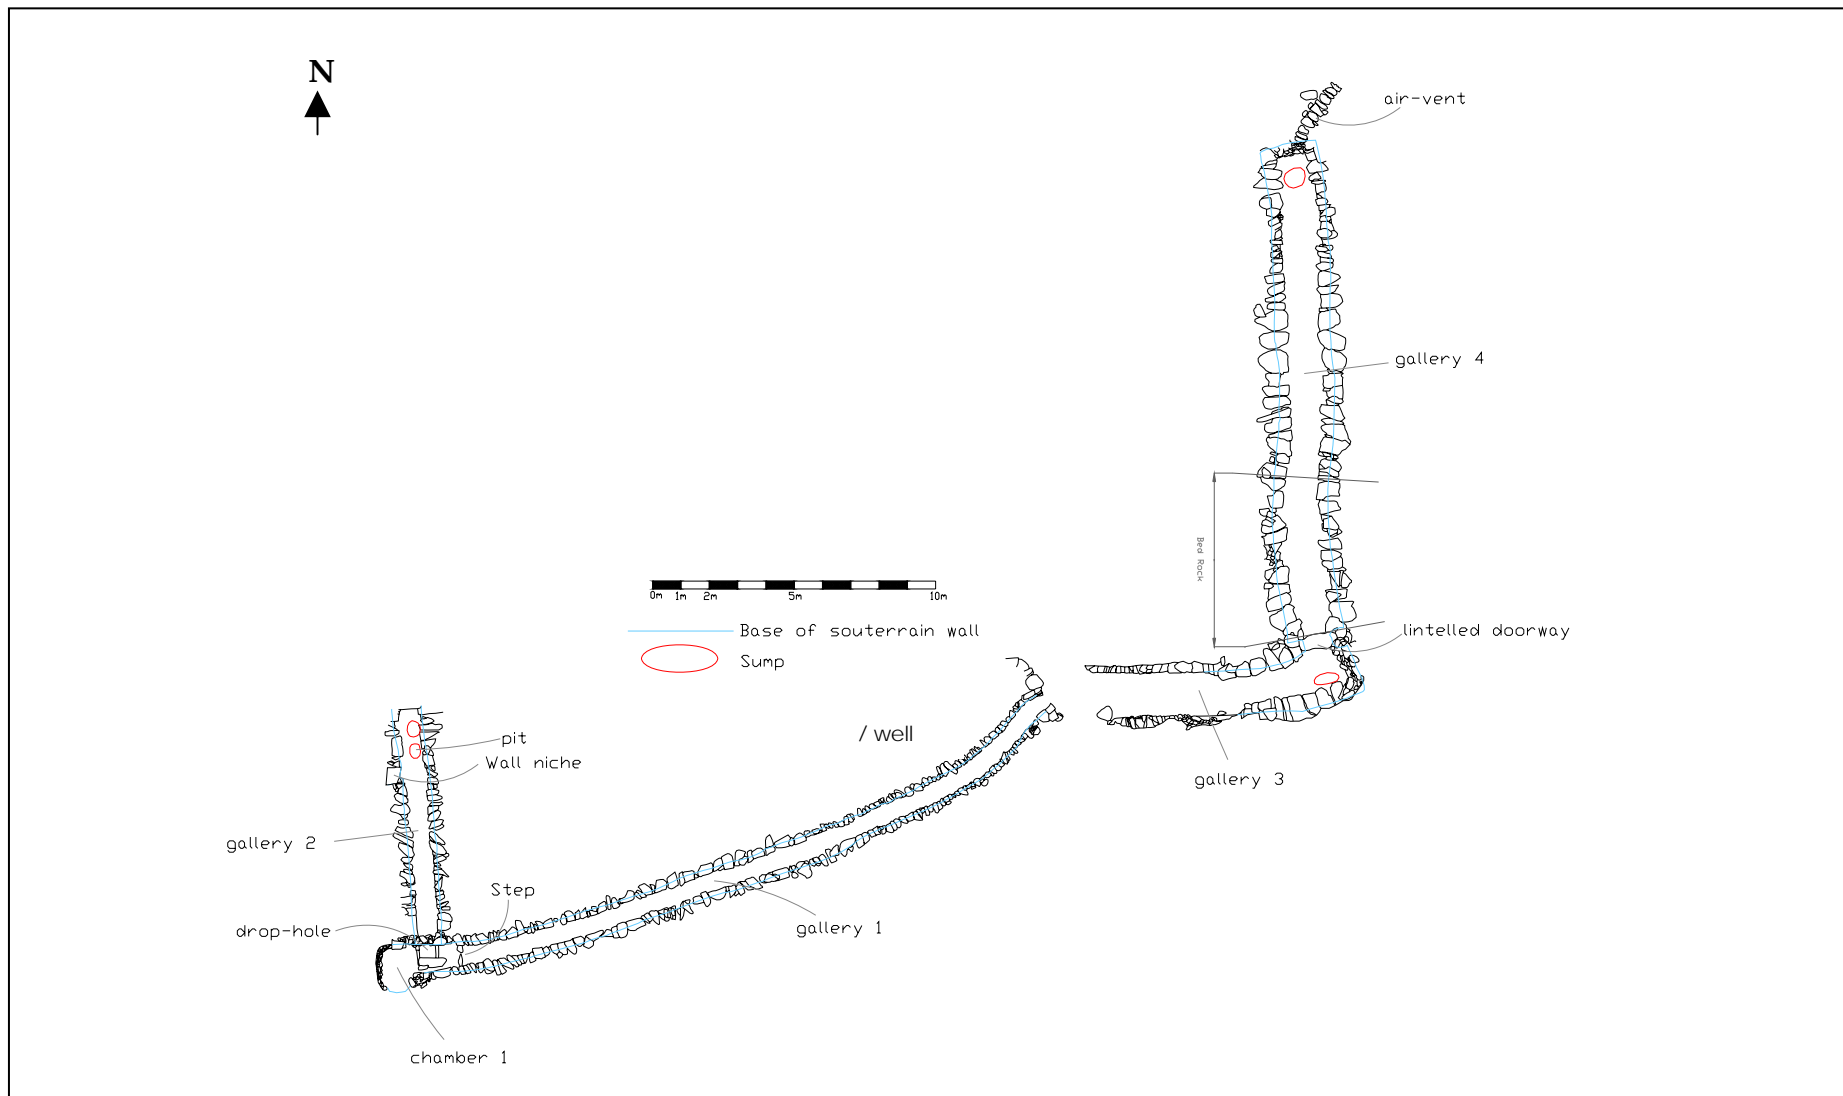 N
air-vent
gallery 4
Bed Rock
0m 1m 2m 5m 10m
Base of souterrain wall
Sump
lintelled doorway
/ well
pit
Wall niche
gallery 3
gallery 2
Step
drop-hole
gallery 1
chamber 1